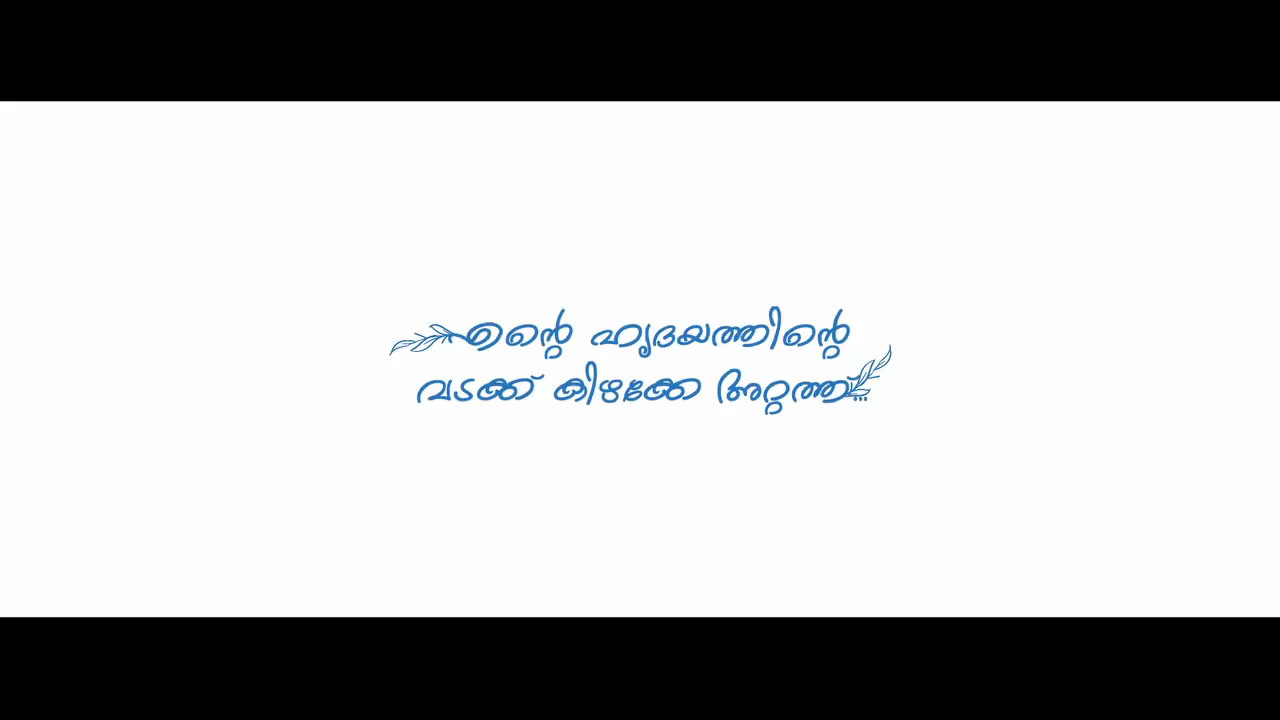 എന്റെ ഹൃദയത്തിന്റെ
വടക്ക് കിഴക്കേ അറ്റത്ത്...